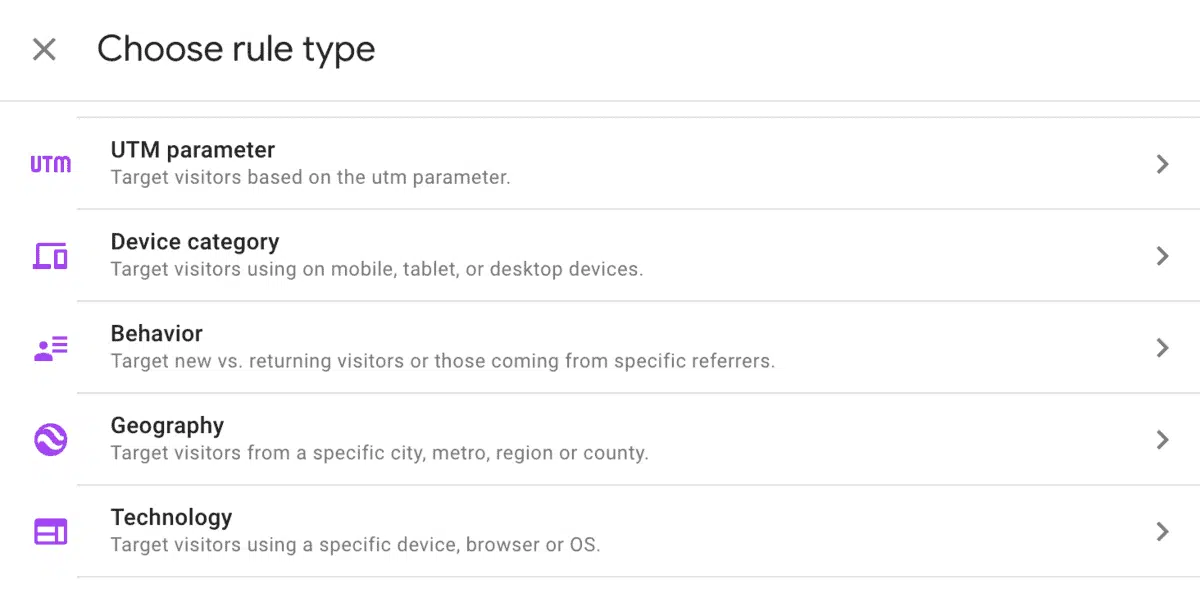 Choose rule type
UTM
UTM parameter
Target visitors based on the utm parameter.
Device category
Target visitors using on mobile, tablet, or desktop devices.
Behavior
Target new vs. returning visitors or those coming from specific referrers.
Geography
Target visitors from a specific city, metro, region or county.
Technology
Target visitors using a specific device, browser or OS.